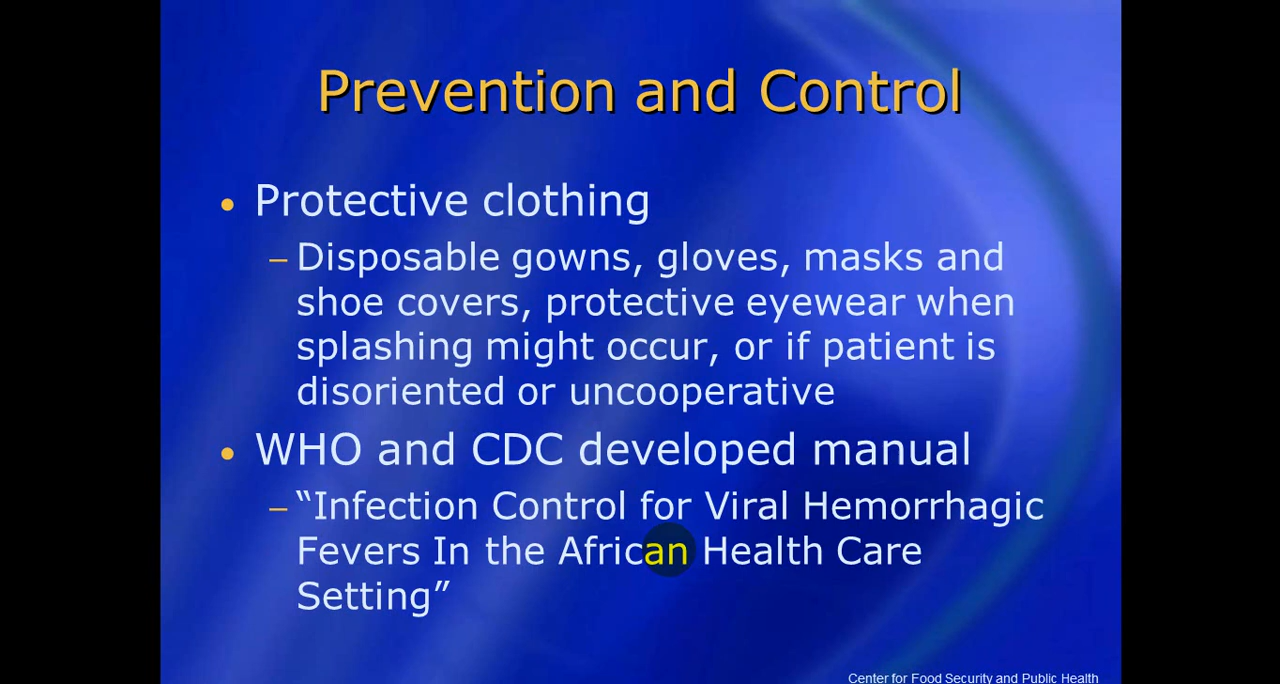 Prevention and Control
• Protective clothing
– Disposable gowns, gloves, masks and
shoe covers, protective eyewear when
splashing might occur, or if patient is
disoriented or uncooperative
• WHO and CDC developed manual
– “Infection Control for Viral Hemorrhagic
Fevers In the African Health Care
Setting”
Center for Food Security and Public Health